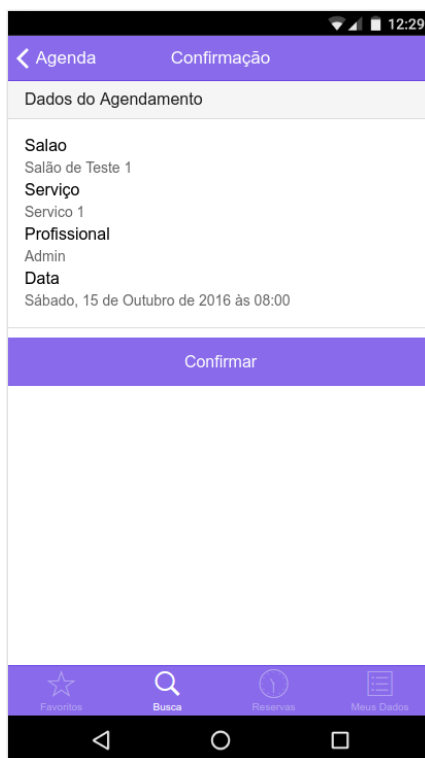 12:29
Agenda
Confirmação
Dados do Agendamento
Salao
Salão de Teste 1
Serviço
Servico 1
Profissional
Admin
Data
Sábado, 15 de Outubro de 2016 às 08:00
Confirmar
Favoritos
Busca
Reservas
Meus Dados